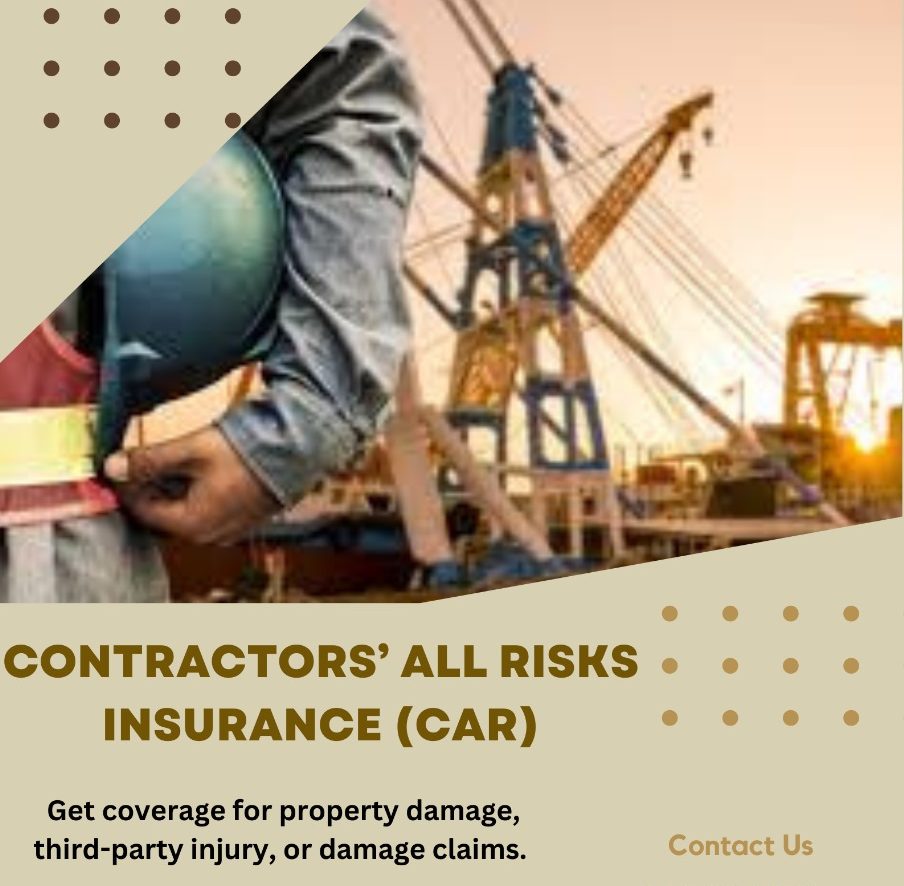 CONTRACTORS’ ALL RISKS
INSURANCE (CAR)
Get coverage for property damage,
third-party injury, or damage claims.
Contact Us